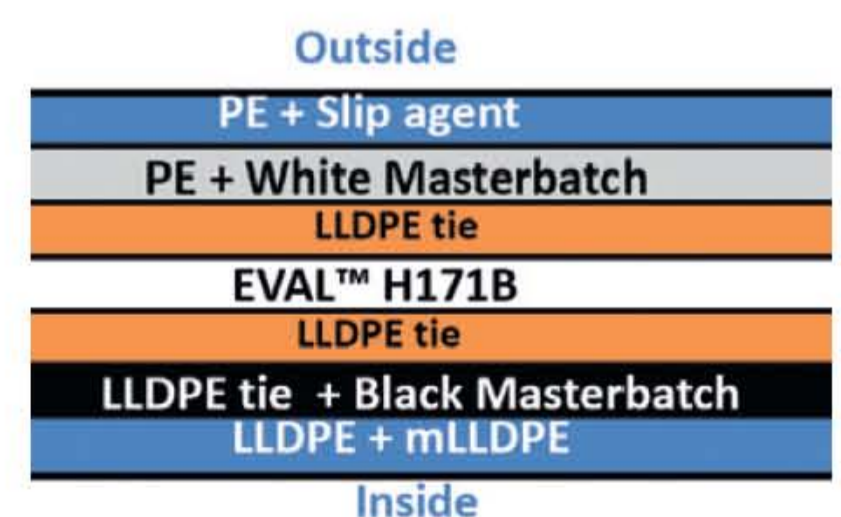 Outside
PE + Slip agent
PE + White Masterbatch
LLDPE tie
EVAL™ H171B
LLDPE tie
LLDPE tie + Black Masterbatch
LLDPE + mLLDPE
Inside